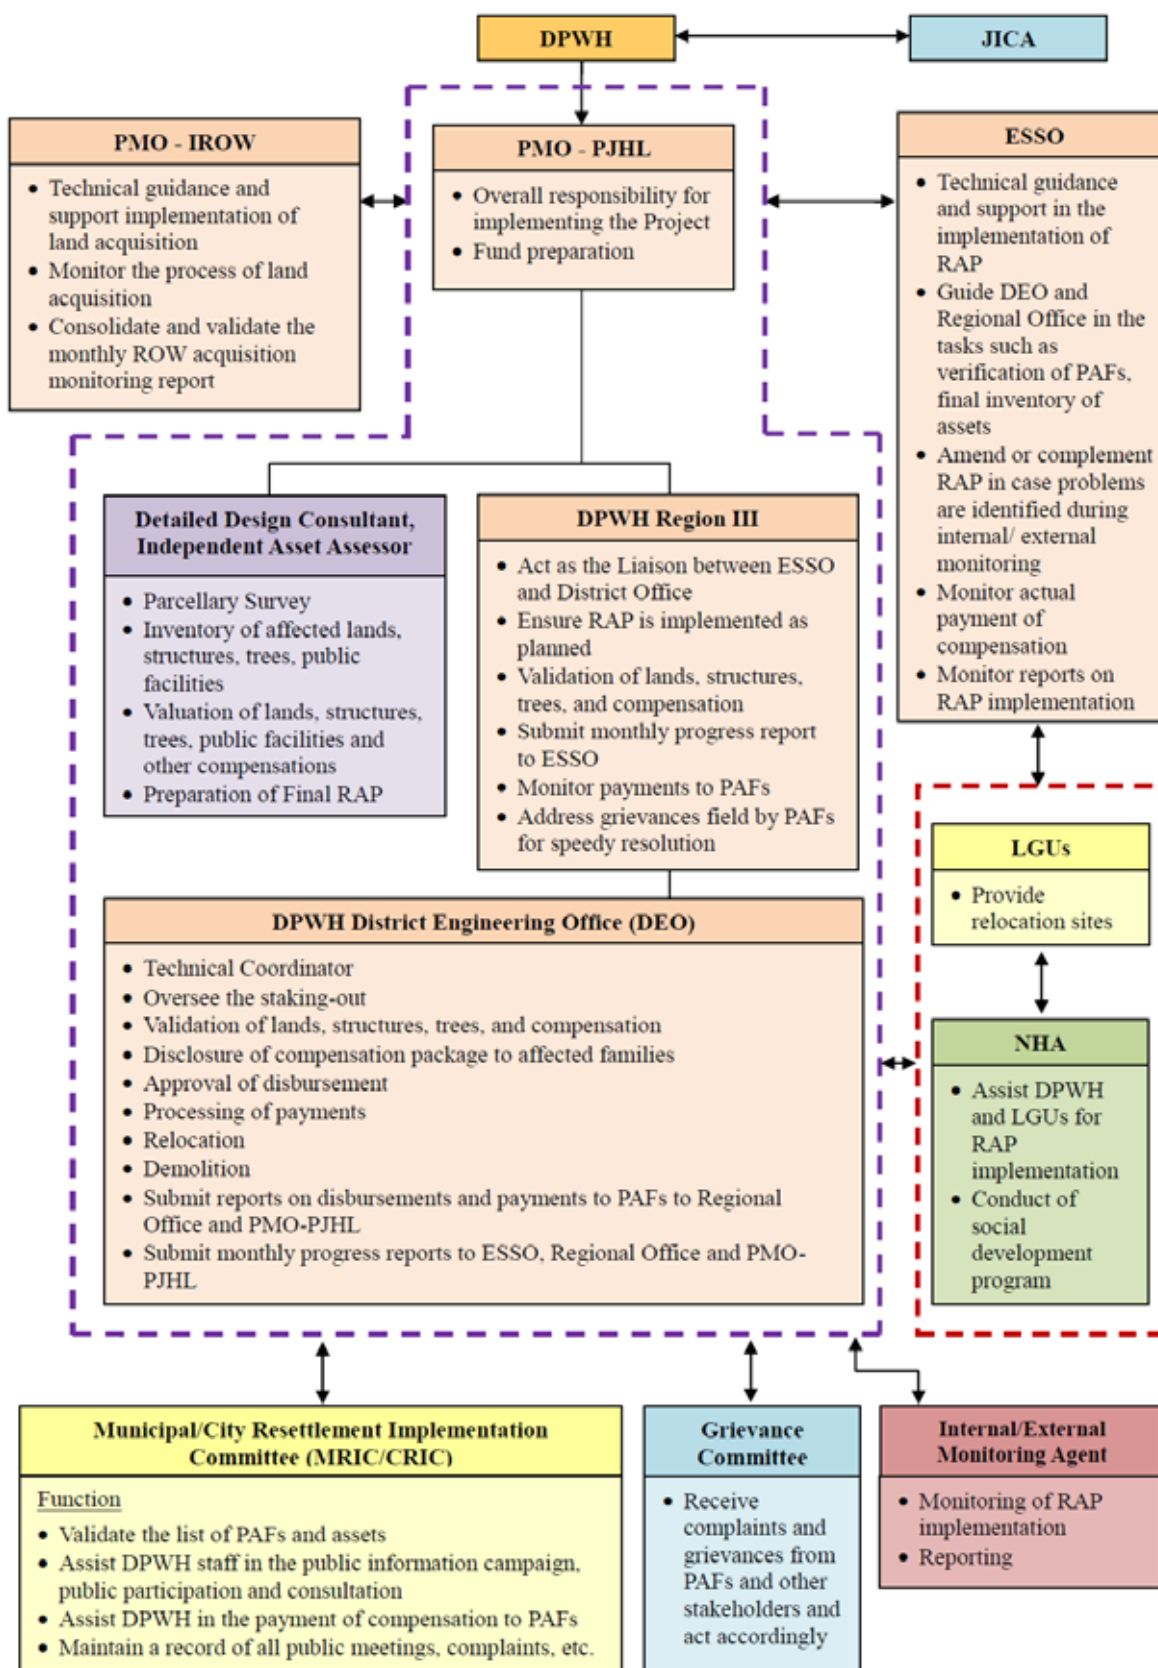 DPWH
JICA
PMO - IROW
• Technical guidance and
support implementation of
land acquisition
• Monitor the process of land
acquisition
• Consolidate and validate the
monthly ROW acquisition
monitoring report
PMO - PJHL
• Overall responsibility for
implementing the Project
• Fund preparation
ESSO
• Technical guidance
and support in the
implementation of
RAP
• Guide DEO and
Regional Office in the
tasks such as
verification of PAFs,
final inventory of
assets
• Amend or complement
RAP in case problems
are identified during
internal/ external
monitoring
• Monitor actual
payment of
compensation
• Monitor reports on
RAP implementation
Detailed Design Consultant,
Independent Asset Assessor
• Parcellary Survey
• Inventory of affected lands,
structures, trees, public
facilities
• Valuation of lands, structures,
trees, public facilities and
other compensations
• Preparation of Final RAP
DPWH Region III
• Act as the Liaison between ESSO
and District Office
• Ensure RAP is implemented as
planned
• Validation of lands, structures,
trees, and compensation
• Submit monthly progress report
to ESSO
• Monitor payments to PAFs
• Address grievances field by PAFs
for speedy resolution
LGUs
• Provide
relocation sites
DPWH District Engineering Office (DEO)
• Technical Coordinator
• Oversee the staking-out
• Validation of lands, structures, trees, and compensation
• Disclosure of compensation package to affected families
• Approval of disbursement
• Processing of payments
• Relocation
• Demolition
• Submit reports on disbursements and payments to PAFs to Regional
Office and PMO-PJHL
• Submit monthly progress reports to ESSO, Regional Office and PMO-
PJHL
NHA
• Assist DPWH
and LGUs for
RAP
implementation
• Conduct of
social
development
program
Municipal/City Resettlement Implementation
Committee (MRIC/CRIC)
Function
• Validate the list of PAFs and assets
• Assist DPWH staff in the public information campaign,
public participation and consultation
• Assist DPWH in the payment of compensation to PAFs
• Maintain a record of all public meetings, complaints, etc.
Grievance
Committee
• Receive
complaints and
grievances from
PAFs and other
stakeholders and
act accordingly
Internal/External
Monitoring Agent
• Monitoring of RAP
implementation
• Reporting